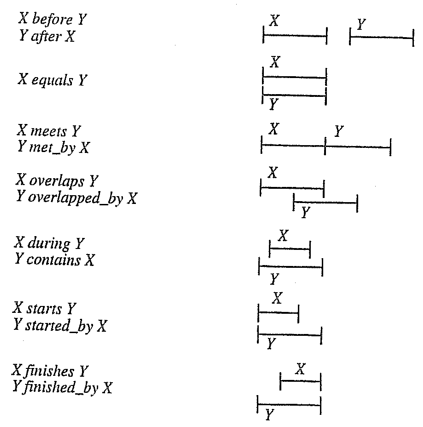 X before Y
Y after X
X Y
X equals Y
X
Y
X meets Y
Y met_by X
X Y
X overlaps Y
Y overlapped_by X
X
Y
X during Y
Y contains X
X
Y
X starts Y
Y started_by X
X
Y
X finishes Y
Y finished_by X
X
Y